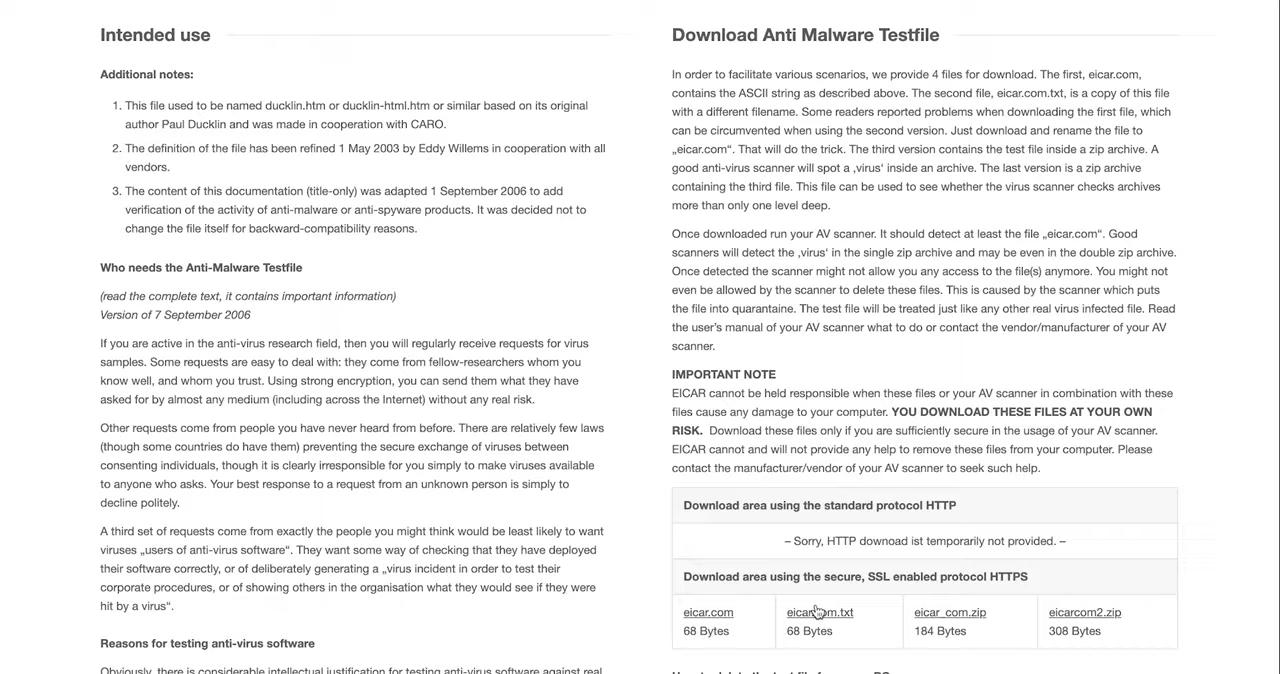 Intended use
Additional notes:
1. This file used to be named ducklin.htm or ducklin-html.htm or similar based on its original
author Paul Ducklin and was made in cooperation with CARO.
2. The definition of the file has been refined 1 May 2003 by Eddy Willems in cooperation with all
vendors.
3. The content of this documentation (title-only) was adapted 1 September 2006 to add
verification of the activity of anti-malware or anti-spyware products. It was decided not to
change the file itself for backward-compatibility reasons.
Who needs the Anti-Malware Testfile
(read the complete text, it contains important information)
Version of 7 September 2006
If you are active in the anti-virus research field, then you will regularly receive requests for virus
samples. Some requests are easy to deal with: they come from fellow-researchers whom you
know well, and whom you trust. Using strong encryption, you can send them what they have
asked for by almost any medium (including across the Internet) without any real risk.
Other requests come from people you have never heard from before. There are relatively few laws
(though some countries do have them) preventing the secure exchange of viruses between
consenting individuals, though it is clearly irresponsible for you simply to make viruses available
to anyone who asks. Your best response to a request from an unknown person is simply to
decline politely.
A third set of requests come from exactly the people you might think would be least likely to want
viruses „users of anti-virus software“. They want some way of checking that they have deployed
their software correctly, or of deliberately generating a „virus incident in order to test their
corporate procedures, or of showing others in the organisation what they would see if they were
hit by a virus“.
Reasons for testing anti-virus software
Obviously, there is considerable intellectual justification for testing anti-virus software against real
Download Anti Malware Testfile
In order to facilitate various scenarios, we provide 4 files for download. The first, eicar.com,
contains the ASCII string as described above. The second file, eicar.com.txt, is a copy of this file
with a different filename. Some readers reported problems when downloading the first file, which
can be circumvented when using the second version. Just download and rename the file to
„eicar.com“. That will do the trick. The third version contains the test file inside a zip archive. A
good anti-virus scanner will spot a ‚virus‘ inside an archive. The last version is a zip archive
containing the third file. This file can be used to see whether the virus scanner checks archives
more than only one level deep.
Once downloaded run your AV scanner. It should detect at least the file „eicar.com“. Good
scanners will detect the ‚virus‘ in the single zip archive and may be even in the double zip archive.
Once detected the scanner might not allow you any access to the file(s) anymore. You might not
even be allowed by the scanner to delete these files. This is caused by the scanner which puts
the file into quarantaine. The test file will be treated just like any other real virus infected file. Read
the user’s manual of your AV scanner what to do or contact the vendor/manufacturer of your AV
scanner.
IMPORTANT NOTE
EICAR cannot be held responsible when these files or your AV scanner in combination with these
files cause any damage to your computer. YOU DOWNLOAD THESE FILES AT YOUR OWN
RISK. Download these files only if you are sufficiently secure in the usage of your AV scanner.
EICAR cannot and will not provide any help to remove these files from your computer. Please
contact the manufacturer/vendor of your AV scanner to seek such help.
Download area using the standard protocol HTTP
– Sorry, HTTP downoad ist temporarily not provided. –
Download area using the secure, SSL enabled protocol HTTPS
eicar.com eicar_com.zip eicarcom2.zip
68 Bytes 68 Bytes 184 Bytes 308 Bytes